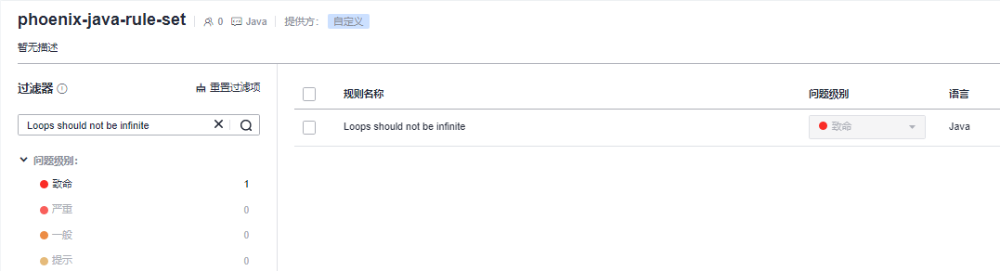 phoenix-java-rule-set 0 Java 提供方: 自定义
暂无描述
过滤器 重置过滤项
Loops should not be infinite
问题级别:
致命 1
严重 0
一般 0
提示 0
规则名称 问题级别 语言
Loops should not be infinite 致命 Java